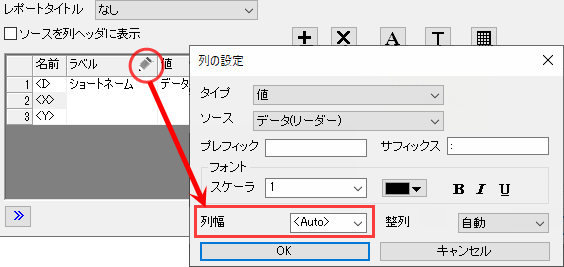 レポートタイトル なし
ソースを列ヘッダに表示
A T
名前 ラベル 値
1 <D> ショートネーム データ
2 <X>
3 <Y>
»
列の設定
タイプ 値
ソース データ(リーダー)
プレフィックス サフィックス :
フォント
スケーラ 1 B I U
列幅 <Auto> 整列 自動
OK キャンセル